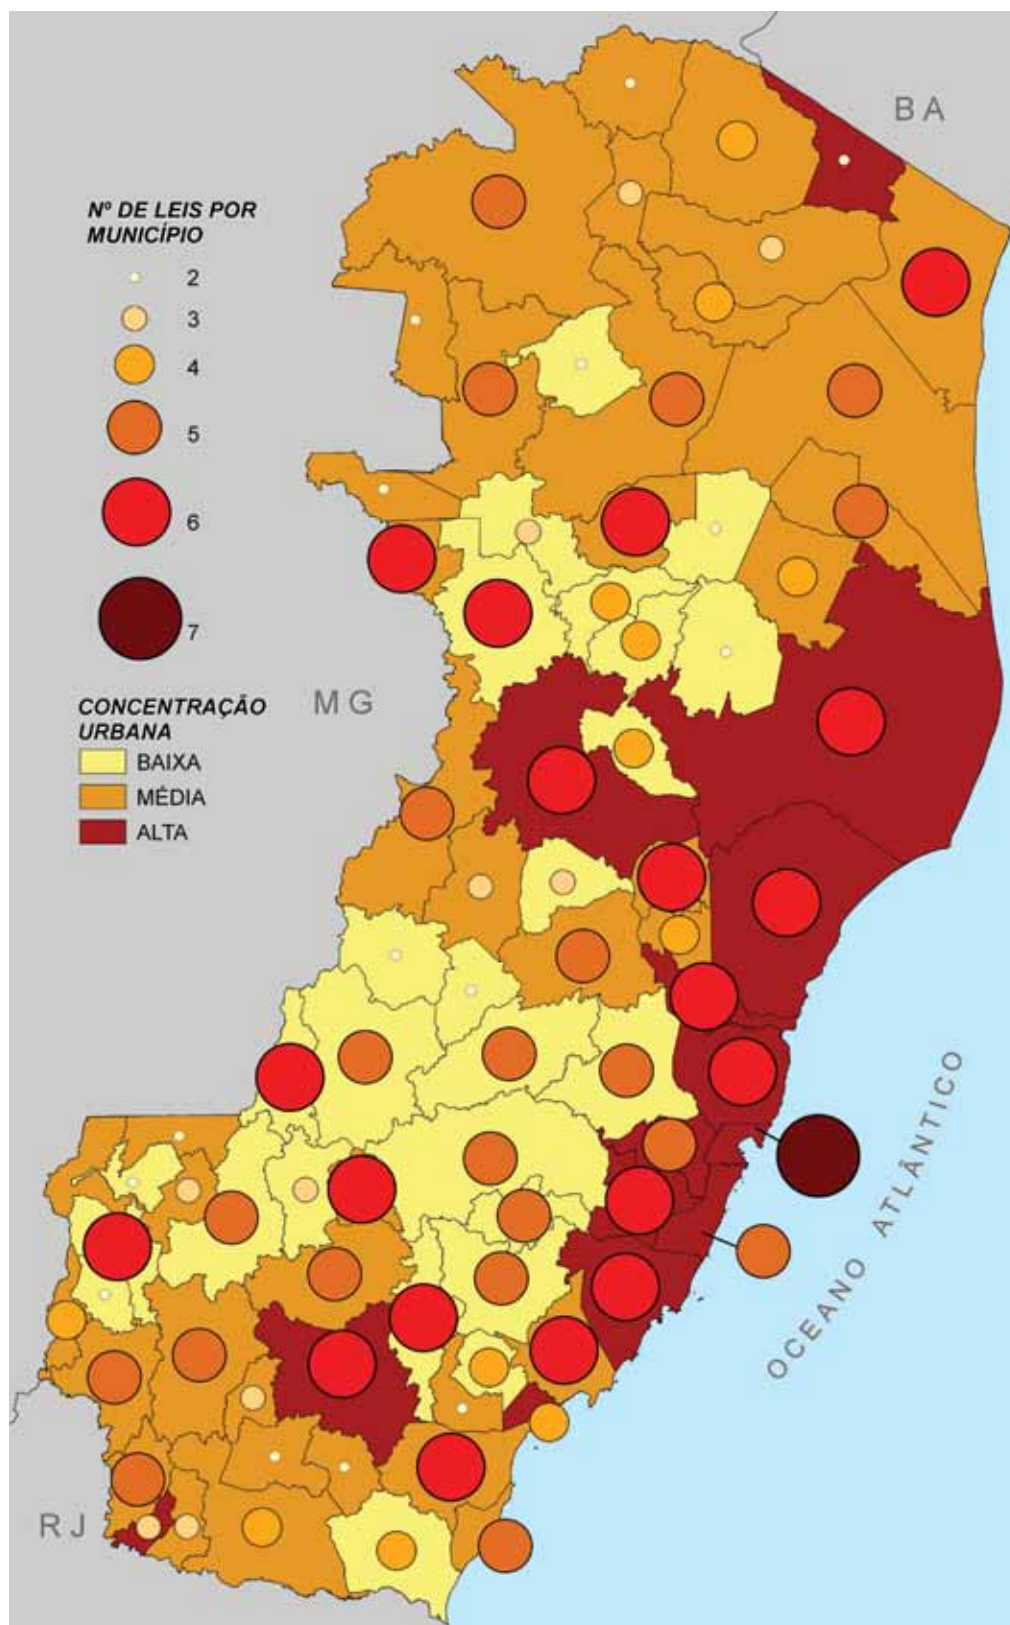 BA
Nº DE LEIS POR
MUNICÍPIO
2
3
4
5
6
7
MG
CONCENTRAÇÃO
URBANA
BAIXA
MÉDIA
ALTA
OCEANO ATLÂNTICO
RJ